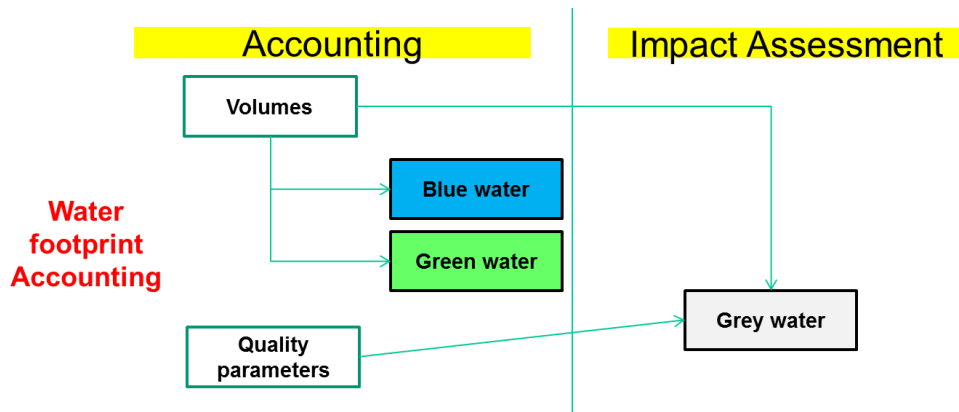 Accounting
Impact Assessment
Volumes
Blue water
Water
footprint
Accounting
Green water
Grey water
Quality
parameters